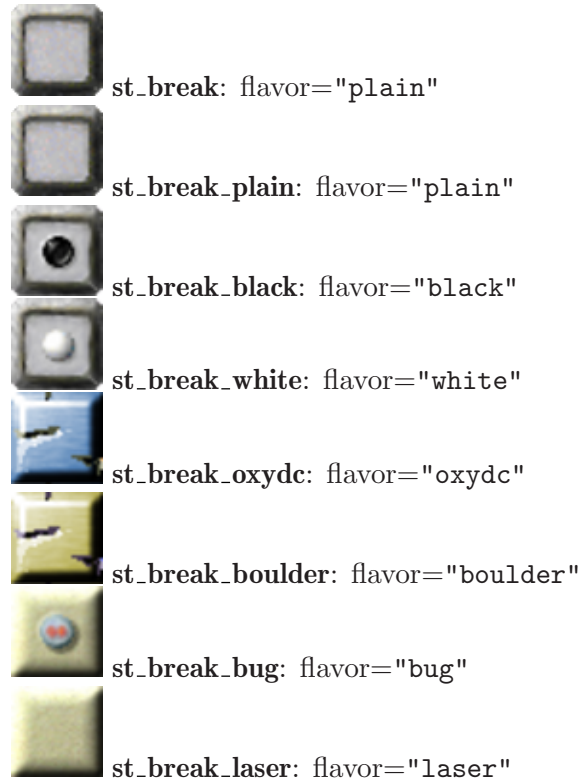 st_break: flavor="plain"
st_break_plain: flavor="plain"
st_break_black: flavor="black"
st_break_white: flavor="white"
st_break_oxydc: flavor="oxydc"
st_break_boulder: flavor="boulder"
st_break_bug: flavor="bug"
st_break_laser: flavor="laser"